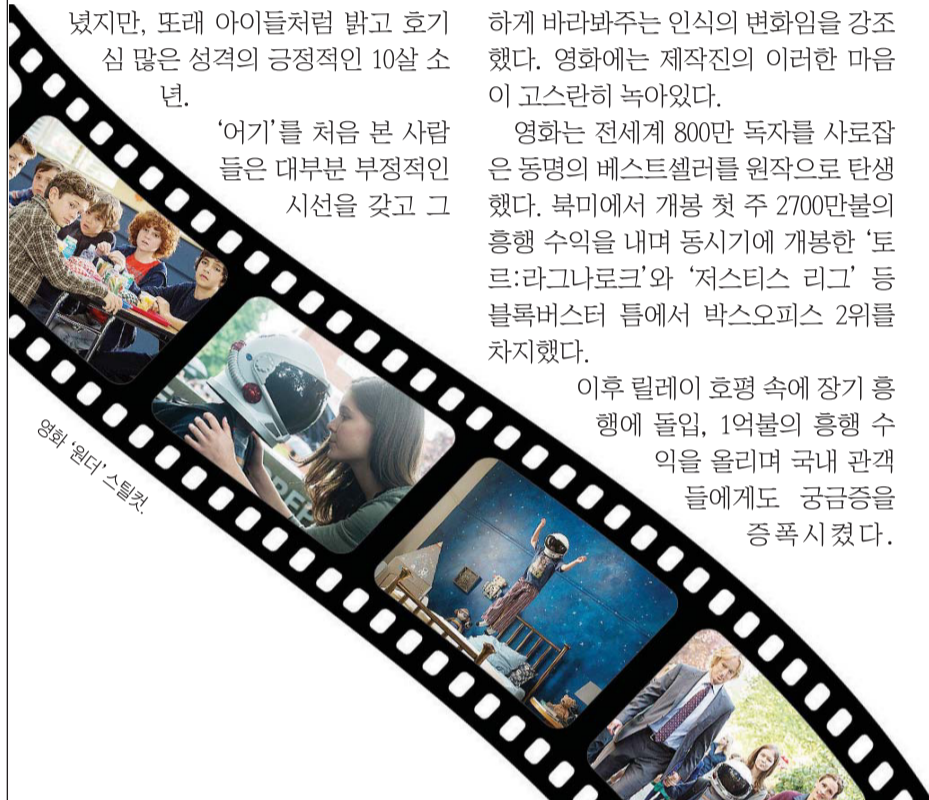 녔지만, 또래 아이들처럼 밝고 호기
심 많은 성격의 긍정적인 10살 소
년.
‘어기’를 처음 본 사람
들은 대부분 부정적인
시선을 갖고 그
영화 ‘원더’ 스틸컷.
하게 바라봐주는 인식의 변화임을 강조
했다. 영화에는 제작진의 이러한 마음
이 고스란히 녹아있다.
영화는 전세계 800만 독자를 사로잡
은 동명의 베스트셀러를 원작으로 탄생
했다. 북미에서 개봉 첫 주 2700만불의
흥행 수익을 내며 동시기에 개봉한 ‘토
르:라그나로크’와 ‘저스티스 리그’ 등
블록버스터 틈에서 박스오피스 2위를
차지했다.
이후 릴레이 호평 속에 장기 흥
행에 돌입, 1억불의 흥행 수
익을 올리며 국내 관객
들에게도 궁금증을
증폭시켰다.